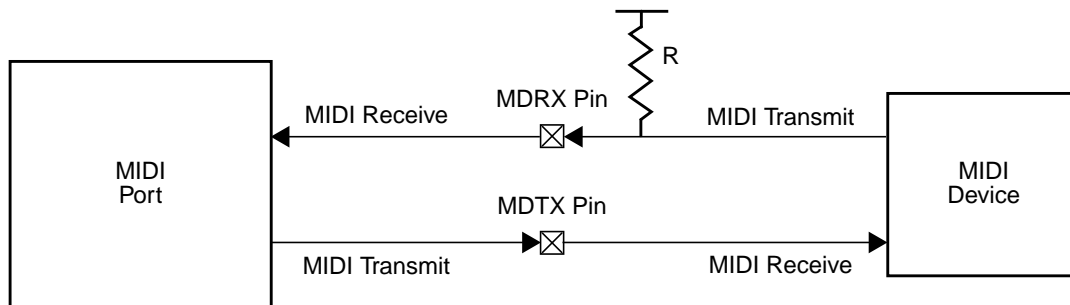 R
MDRX Pin
MIDI Receive
MIDI Transmit
MIDI
Port
MIDI
Device
MDTX Pin
MIDI Transmit
MIDI Receive